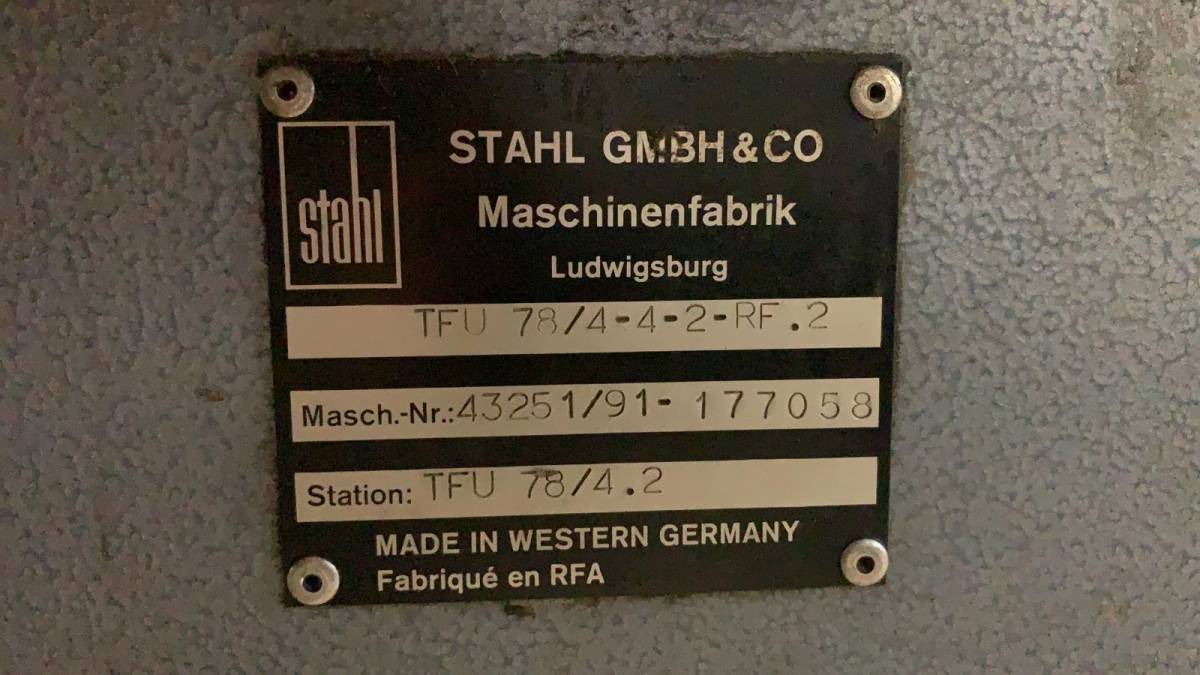 stahl
STAHL GMBH & CO
Maschinenfabrik
Ludwigsburg
TFU 78/4-4-2-RF.2
Masch.-Nr.: 43251/91-177058
Station: TFU 78/4.2
MADE IN WESTERN GERMANY
Fabriqué en RFA